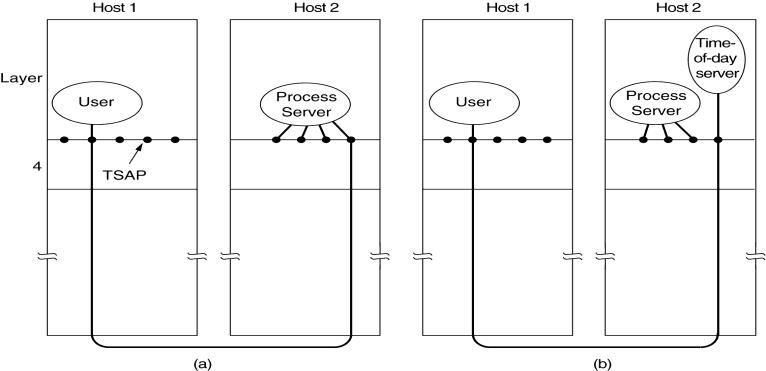 Host 1
Host 2
Host 1
Host 2
Layer
User
Process
Server
User
Process
Server
Time-
of-day
server
4
TSAP
(a)
(b)